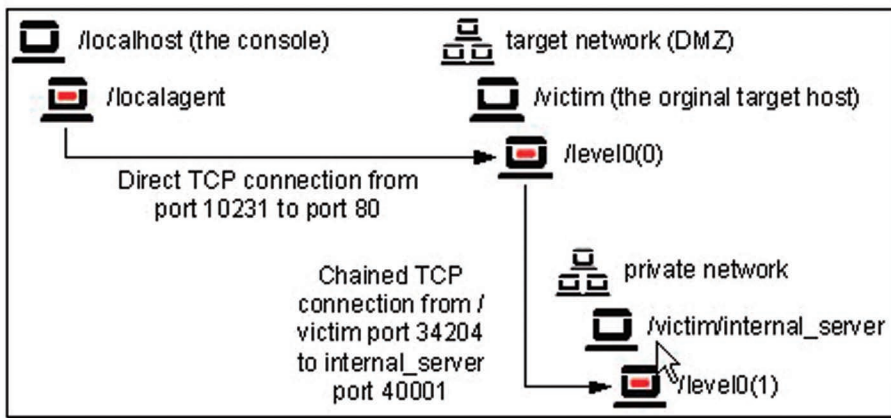 /localhost (the console)
target network (DMZ)
/localagent
/victim (the orginal target host)
/level0(0)
Direct TCP connection from
port 10231 to port 80
Chained TCP
connection from /
victim port 34204
to internal_server
port 40001
private network
/victim/internal_server
/level0(1)